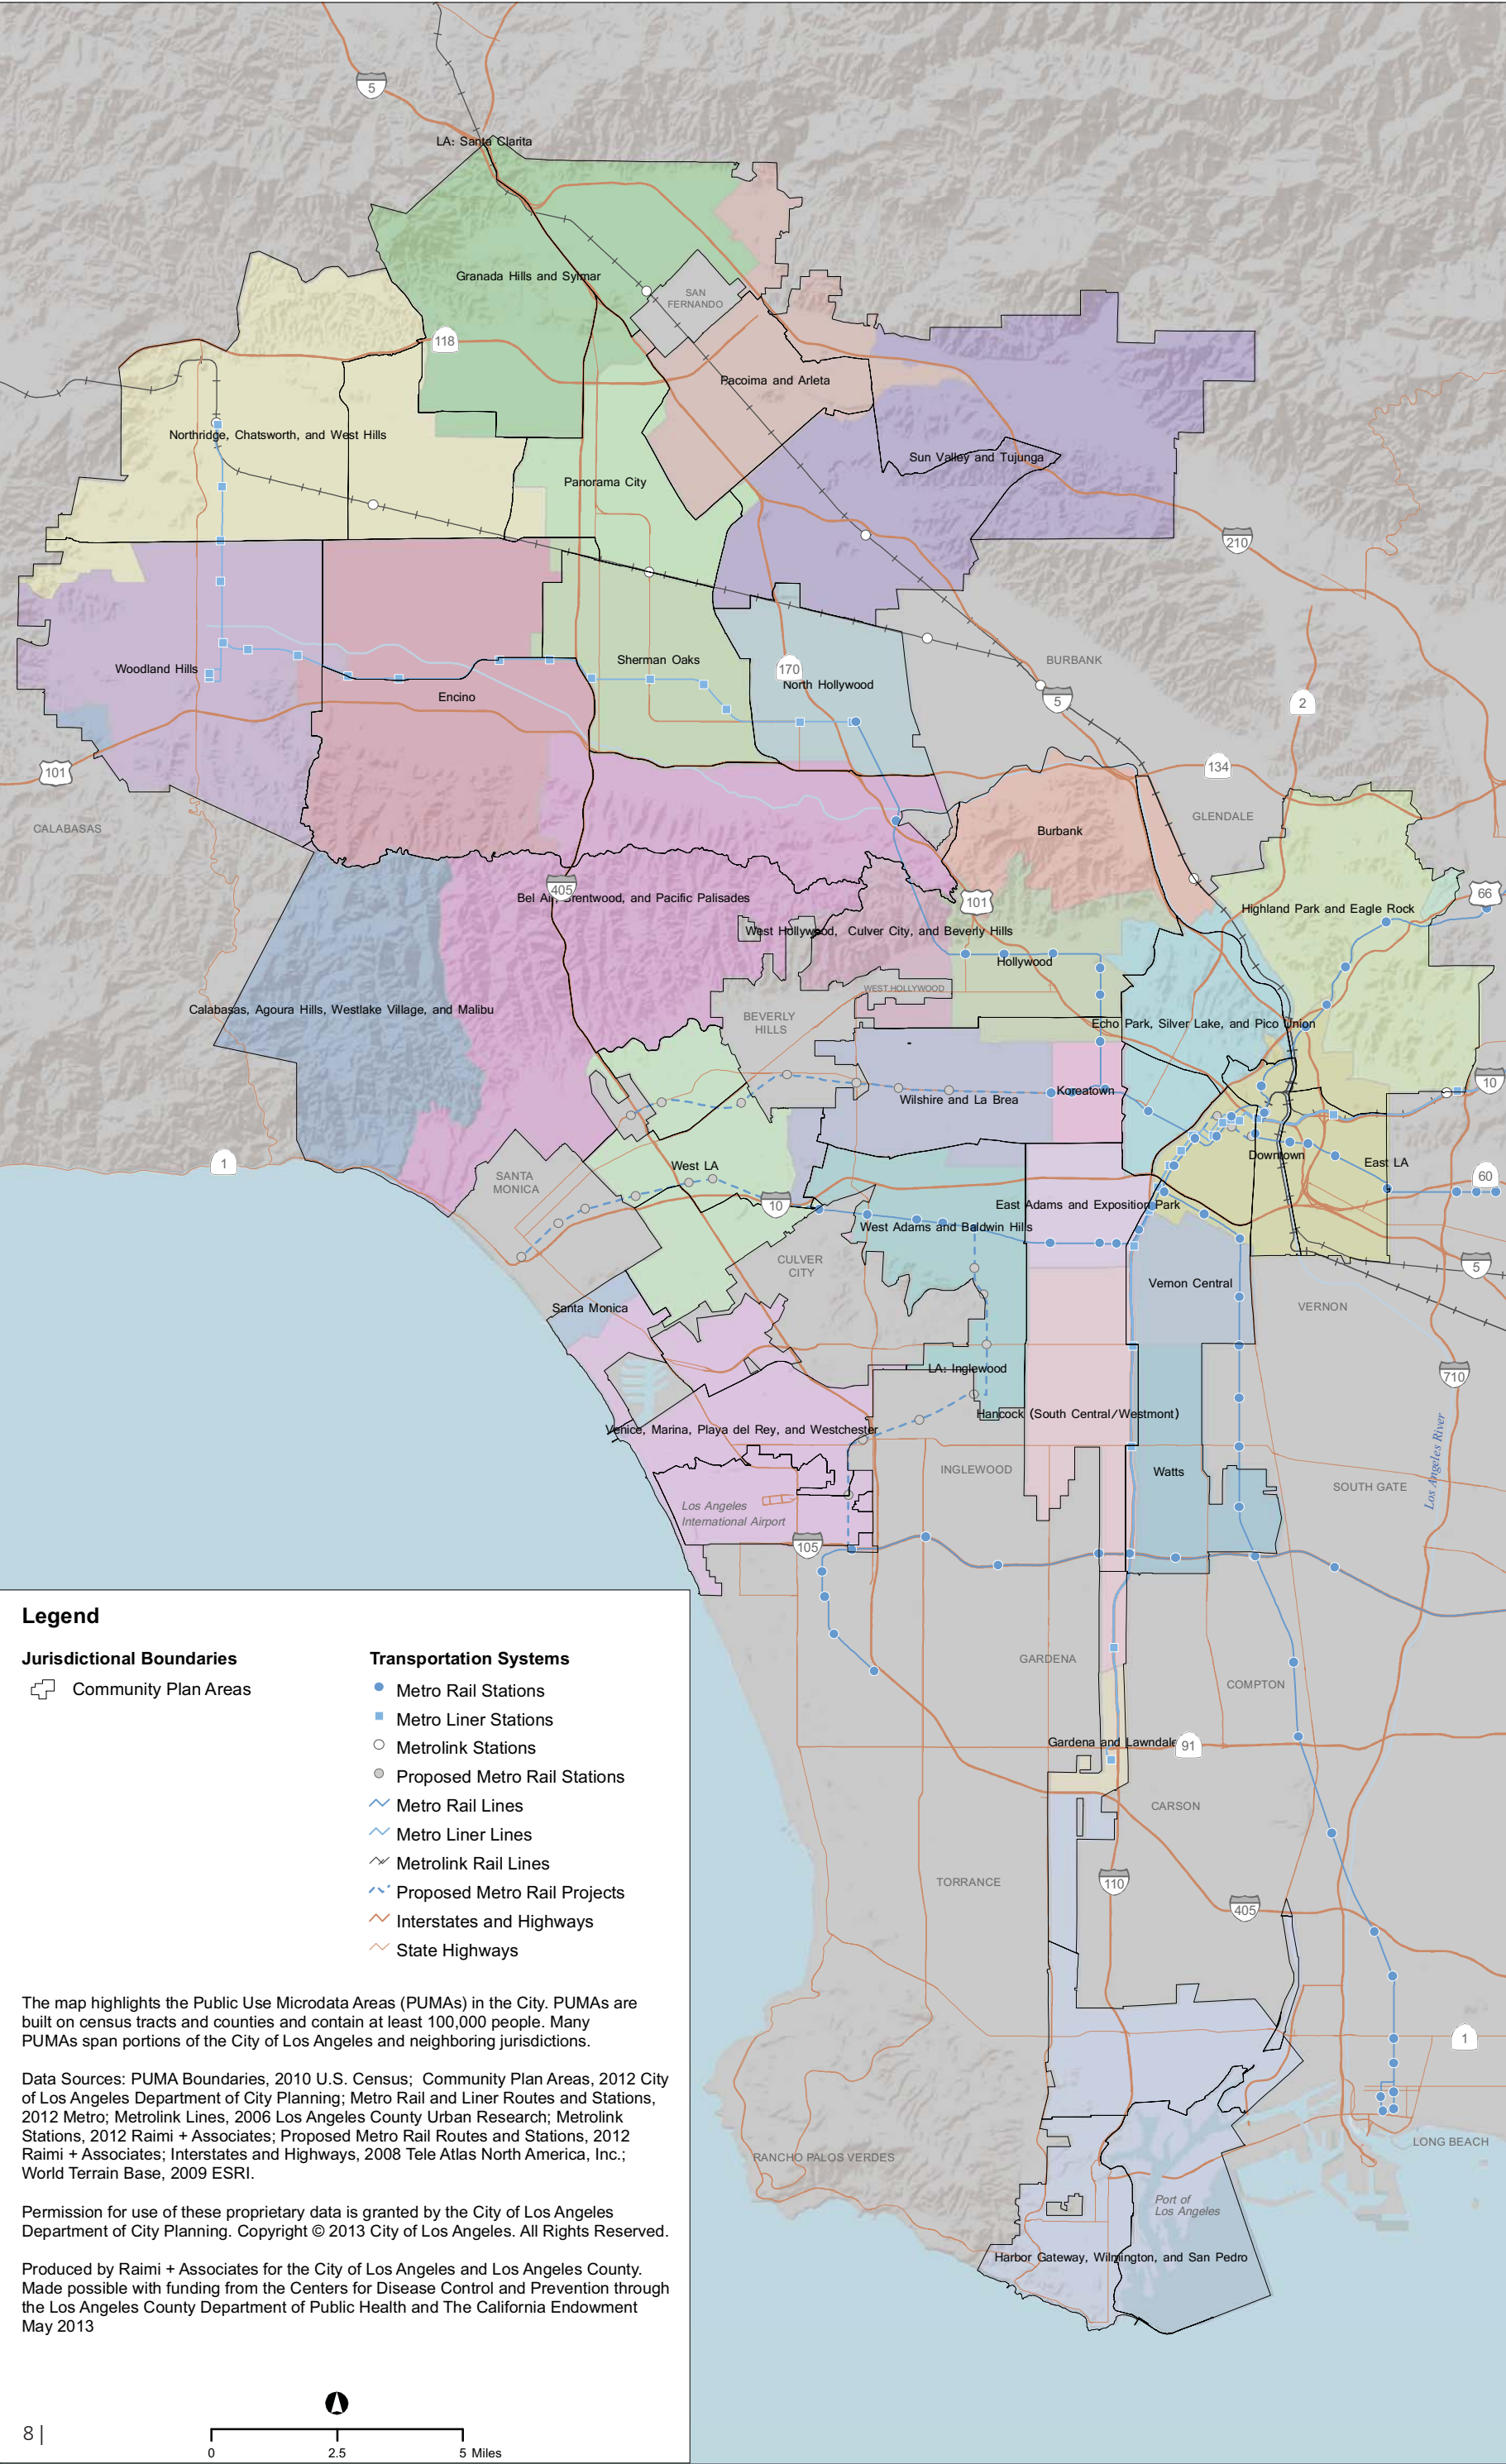 5
LA: Santa Clarita
Granada Hills and Sylmar
SAN
FERNANDO
118
Pacoima and Arleta
Northridge, Chatsworth, and West Hills
Sun Valley and Tujunga
Panorama City
210
Sherman Oaks
BURBANK
Woodland Hills
170
North Hollywood
Encino
5
2
101
134
CALABASAS
GLENDALE
Burbank
405
66
Bel Air, Brentwood, and Pacific Palisades
101
Highland Park and Eagle Rock
West Hollywood, Culver City, and Beverly Hills
Hollywood
WEST HOLLYWOOD
Calabasas, Agoura Hills, Westlake Village, and Malibu
BEVERLY
HILLS
Echo Park, Silver Lake, and Pico Union
10
Koreatown
Wilshire and La Brea
1
West LA
Downtown
East LA
SANTA
MONICA
60
10
East Adams and Exposition Park
West Adams and Baldwin Hills
CULVER
CITY
5
Vernon Central
Santa Monica
VERNON
LA: Inglewood
710
Hancock (South Central/Westmont)
Venice, Marina, Playa del Rey, and Westchester
Los Angeles River
INGLEWOOD
Watts
SOUTH GATE
Los Angeles
International Airport
105
GARDENA
COMPTON
Gardena and Lawndale
91
CARSON
TORRANCE
110
405
1
LONG BEACH
RANCHO PALOS VERDES
Port of
Los Angeles
Harbor Gateway, Wilmington, and San Pedro
Legend
Jurisdictional Boundaries
Community Plan Areas
Transportation Systems
Metro Rail Stations
Metro Liner Stations
Metrolink Stations
Proposed Metro Rail Stations
Metro Rail Lines
Metro Liner Lines
Metrolink Rail Lines
Proposed Metro Rail Projects
Interstates and Highways
State Highways
The map highlights the Public Use Microdata Areas (PUMAs) in the City. PUMAs are
built on census tracts and counties and contain at least 100,000 people. Many
PUMAs span portions of the City of Los Angeles and neighboring jurisdictions.
Data Sources: PUMA Boundaries, 2010 U.S. Census; Community Plan Areas, 2012 City
of Los Angeles Department of City Planning; Metro Rail and Liner Routes and Stations,
2012 Metro; Metrolink Lines, 2006 Los Angeles County Urban Research; Metrolink
Stations, 2012 Raimi + Associates; Proposed Metro Rail Routes and Stations, 2012
Raimi + Associates; Interstates and Highways, 2008 Tele Atlas North America, Inc.;
World Terrain Base, 2009 ESRI.
Permission for use of these proprietary data is granted by the City of Los Angeles
Department of City Planning. Copyright © 2013 City of Los Angeles. All Rights Reserved.
Produced by Raimi + Associates for the City of Los Angeles and Los Angeles County.
Made possible with funding from the Centers for Disease Control and Prevention through
the Los Angeles County Department of Public Health and The California Endowment
May 2013
8 |
0 2.5 5 Miles